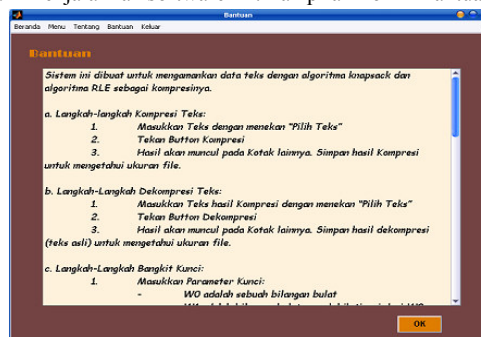 Bantuan
Beranda Menu Tentang Bantuan Keluar
Bantuan
Sistem ini dibuat untuk mengamankan data teks dengan algoritma knapsack dan
algoritma RLE sebagai kompresinya.
a. Langkah-langkah Kompresi Teks:
1. Masukkan Teks dengan menekan "Pilih Teks"
2. Tekan Button Kompresi
3. Hasil akan muncul pada Kotak lainnya. Simpan hasil Kompresi
untuk mengetahui ukuran file.
b. Langkah-Langkah Dekompresi Teks:
1. Masukkan Teks hasil Kompresi dengan menekan "Pilih Teks"
2. Tekan Button Dekompresi
3. Hasil akan muncul pada Kotak lainnya. Simpan hasil dekompresi
(teks asli) untuk mengetahui ukuran file.
c. Langkah-Langkah Bangkit Kunci:
1. Masukkan Parameter Kunci:
- W0 adalah sebuah bilangan bulat
OK